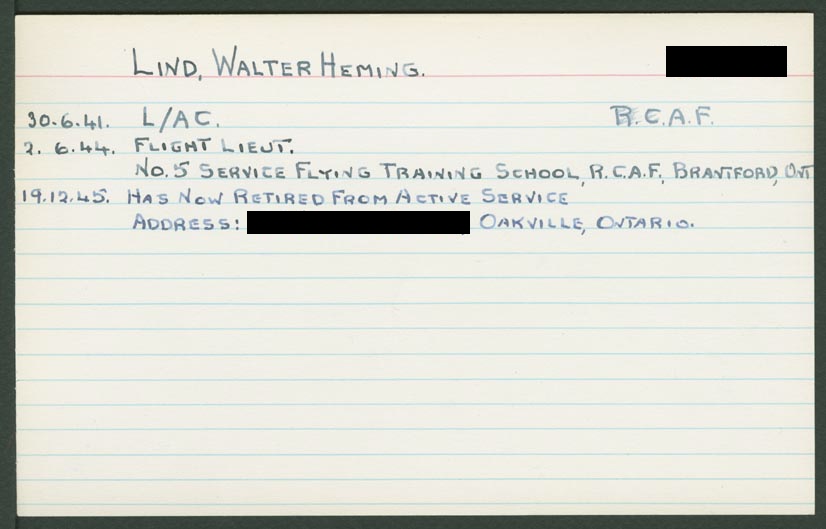 LIND, WALTER HEMING.
30.6.41. L/AC. R.C.A.F.
2. 6.44. FLIGHT LIEUT.
NO.5 SERVICE FLYING TRAINING SCHOOL, R.C.A.F., BRANTFORD, ONT
19.12.45. HAS NOW RETIRED FROM ACTIVE SERVICE
ADDRESS: OAKVILLE, ONTARIO.